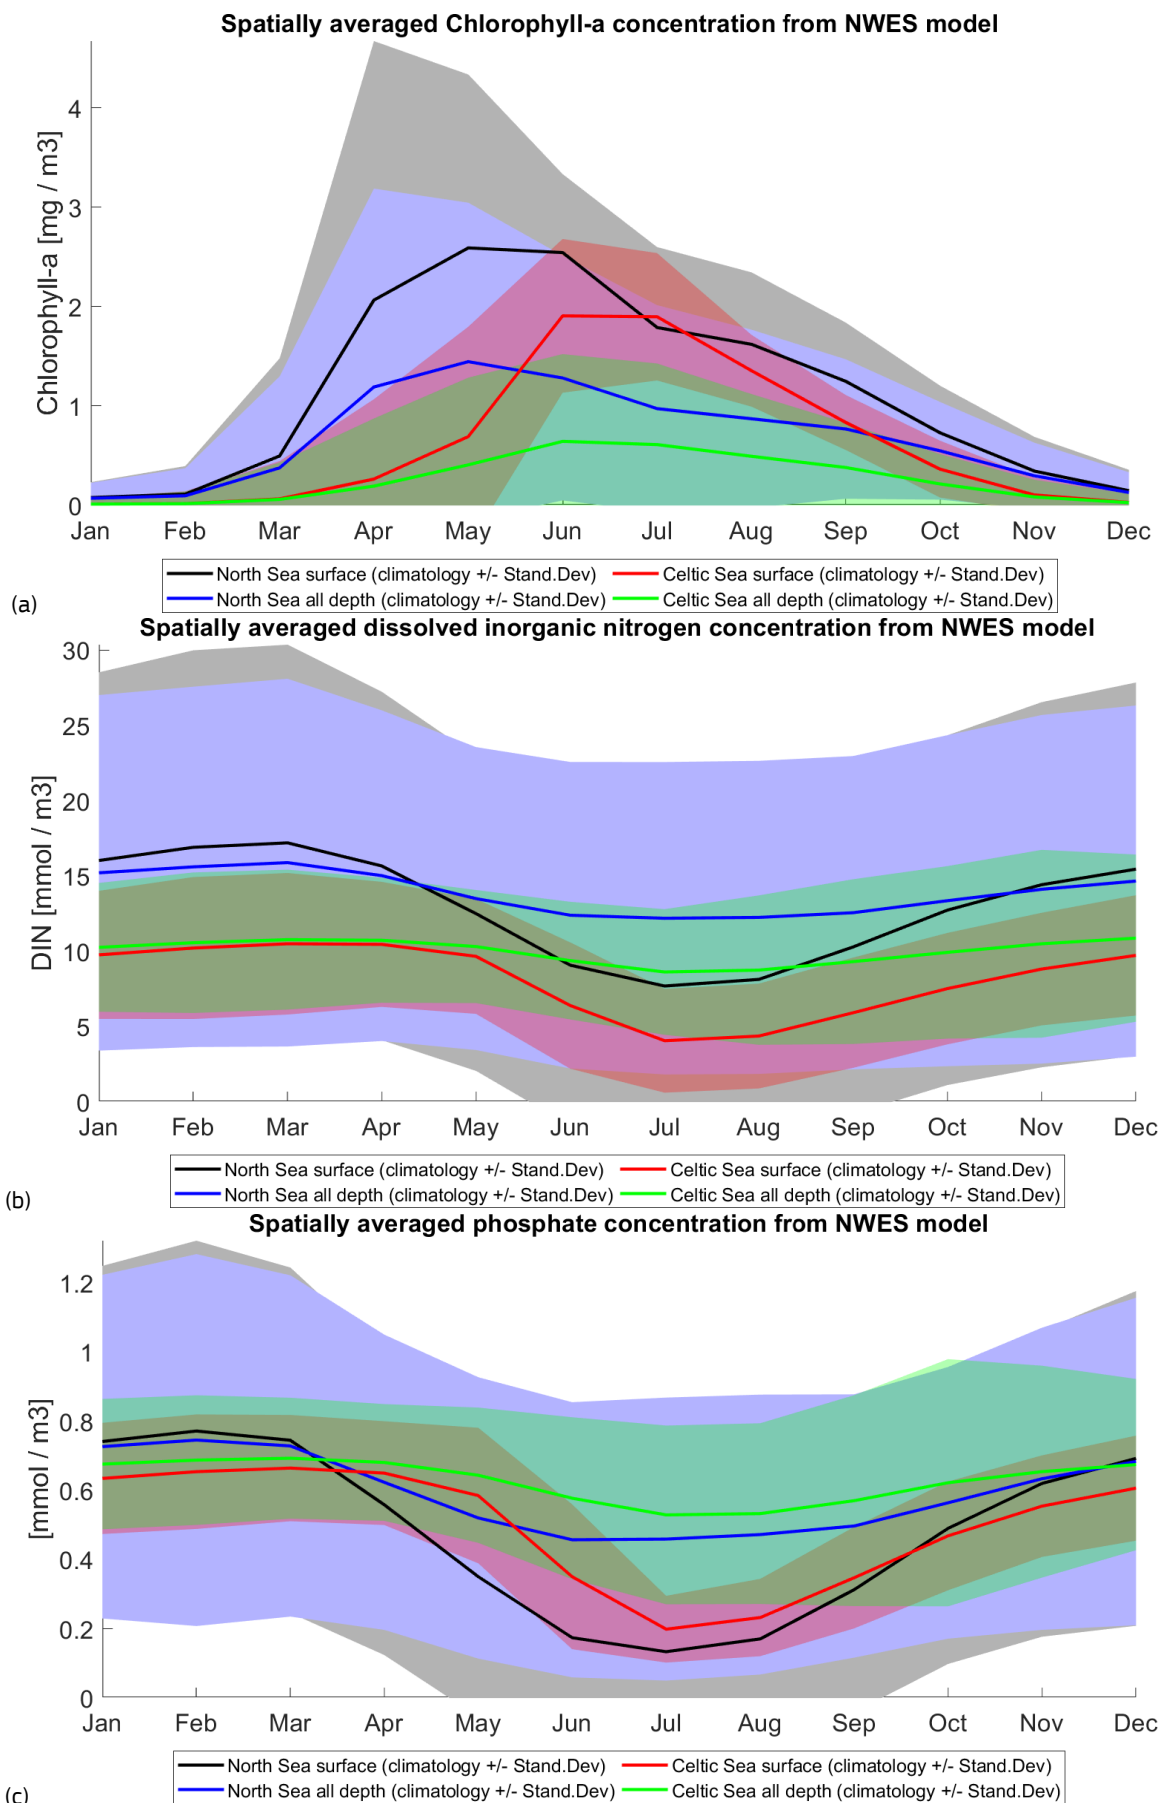 Spatially averaged Chlorophyll-a concentration from NWES model
Chlorophyll-a [mg / m3]
4
3
2
1
0
Jan Feb Mar Apr May Jun Jul Aug Sep Oct Nov Dec
North Sea surface (climatology +/- Stand.Dev) Celtic Sea surface (climatology +/- Stand.Dev)
North Sea all depth (climatology +/- Stand.Dev) Celtic Sea all depth (climatology +/- Stand.Dev)
(a)
Spatially averaged dissolved inorganic nitrogen concentration from NWES model
DIN [mmol / m3]
30
25
20
15
10
5
0
Jan Feb Mar Apr May Jun Jul Aug Sep Oct Nov Dec
North Sea surface (climatology +/- Stand.Dev) Celtic Sea surface (climatology +/- Stand.Dev)
North Sea all depth (climatology +/- Stand.Dev) Celtic Sea all depth (climatology +/- Stand.Dev)
(b)
Spatially averaged phosphate concentration from NWES model
[mmol / m3]
1.2
1
0.8
0.6
0.4
0.2
0
Jan Feb Mar Apr May Jun Jul Aug Sep Oct Nov Dec
North Sea surface (climatology +/- Stand.Dev) Celtic Sea surface (climatology +/- Stand.Dev)
North Sea all depth (climatology +/- Stand.Dev) Celtic Sea all depth (climatology +/- Stand.Dev)
(c)